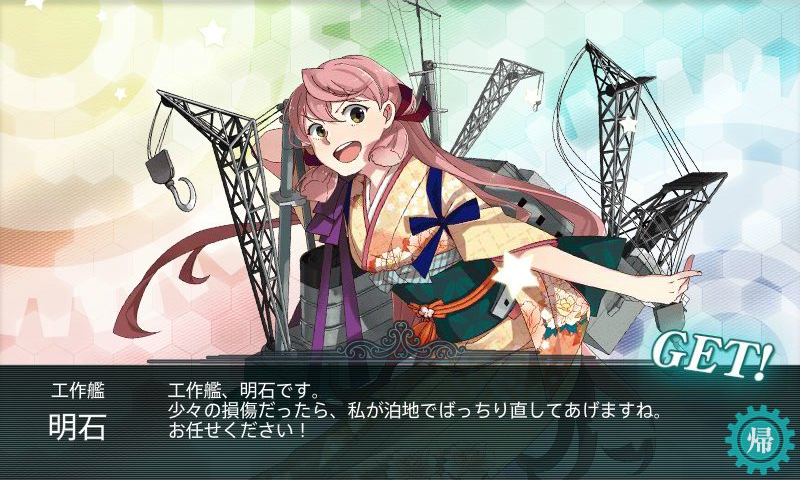 GET!
工作艦
明石
工作艦、明石です。
少々の損傷だったら、私が泊地でばっちり直してあげますね。
お任せください！
帰